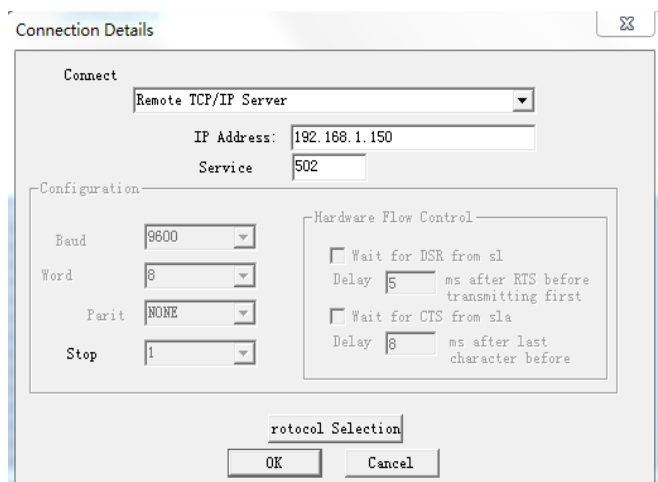 Connection Details
Connect
Remote TCP/IP Server
IP Address: 192.168.1.150
Service 502
Configuration
Baud 9600
Word 8
Parit NONE
Stop 1
Hardware Flow Control
Wait for DSR from sl
Delay 5 ms after RTS before
transmitting first
Wait for CTS from sla
Delay 8 ms after last
character before
rotocol Selection
OK Cancel